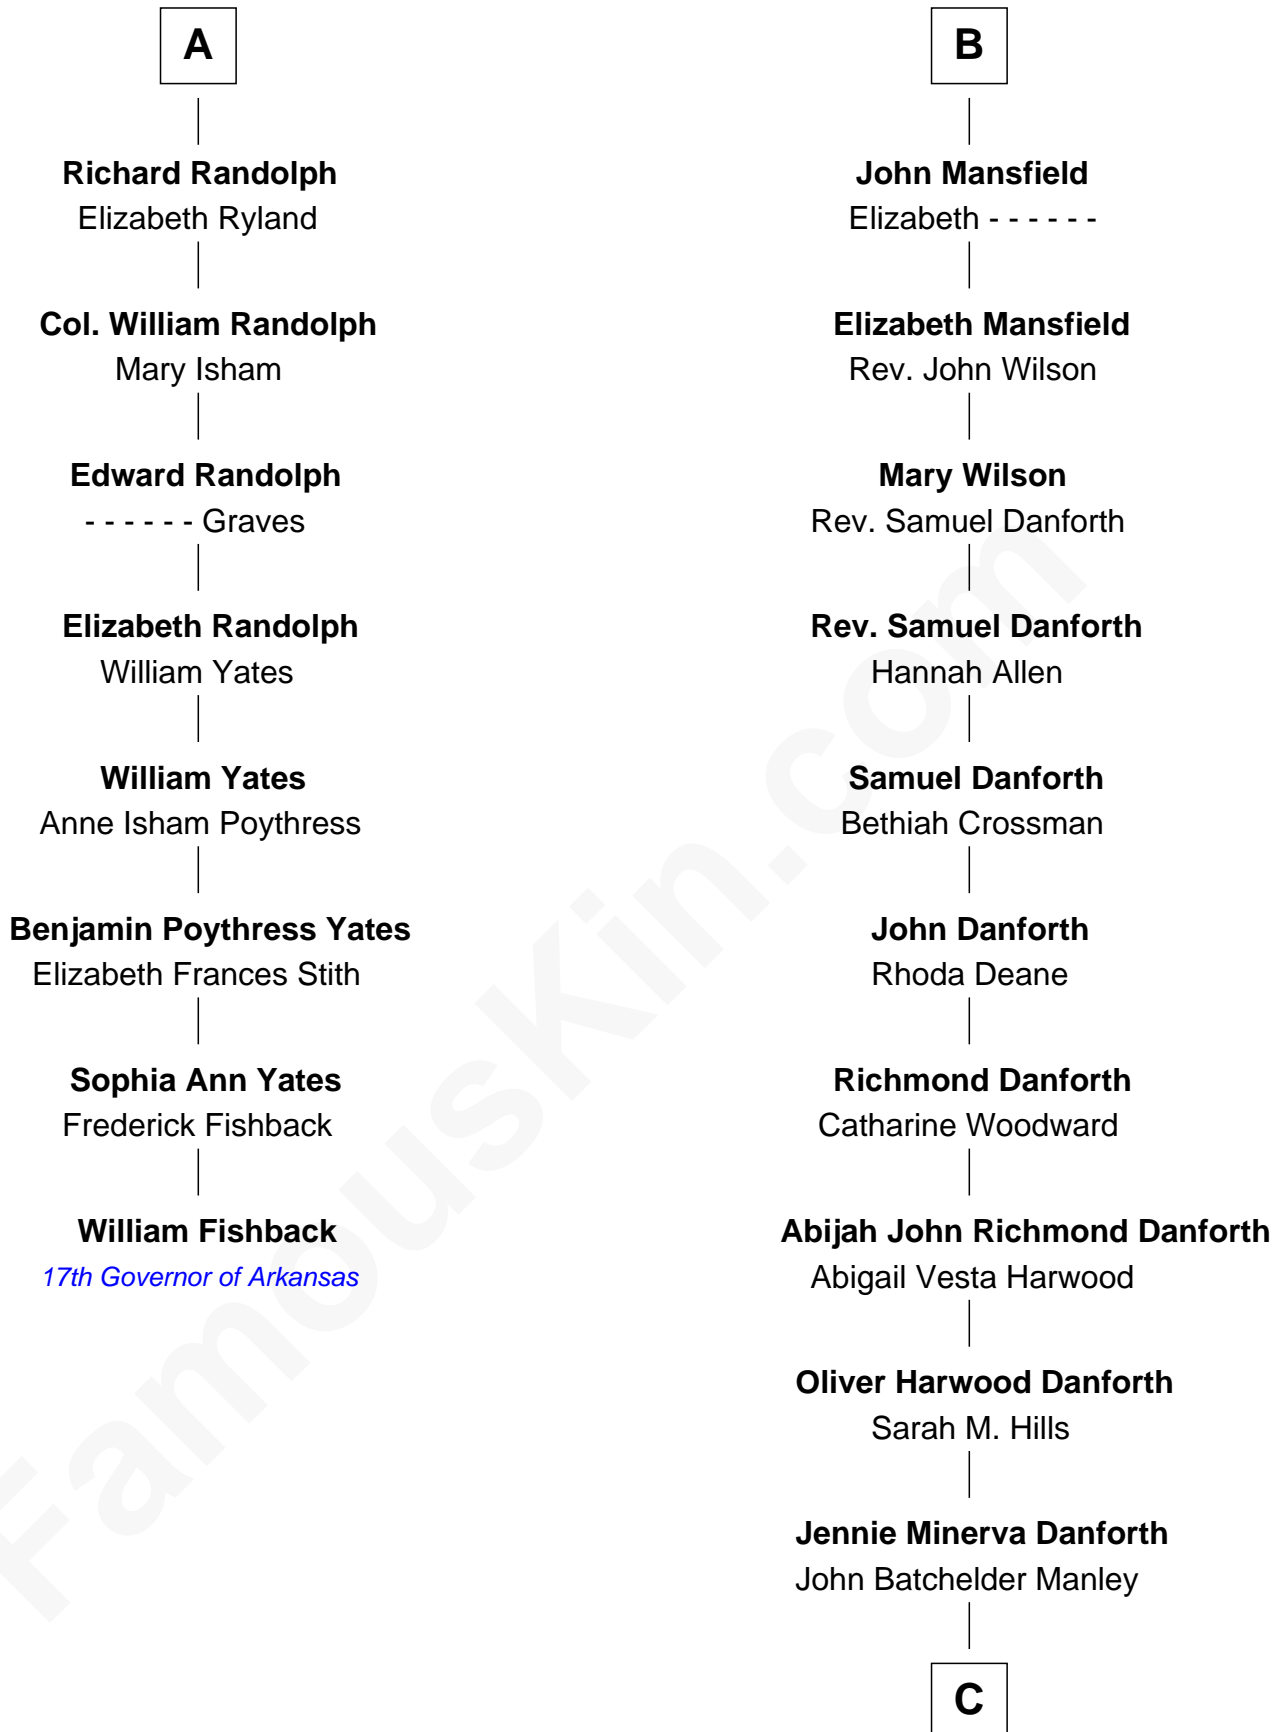 A
Richard Randolph
Elizabeth Ryland
Col. William Randolph
Mary Isham
Edward Randolph
- - - - - - Graves
Elizabeth Randolph
William Yates
William Yates
Anne Isham Poythress
Benjamin Poythress Yates
Elizabeth Frances Stith
Sophia Ann Yates
Frederick Fishback
William Fishback
17th Governor of Arkansas
B
John Mansfield
Elizabeth - - - - - -
Elizabeth Mansfield
Rev. John Wilson
Mary Wilson
Rev. Samuel Danforth
Rev. Samuel Danforth
Hannah Allen
Samuel Danforth
Bethiah Crossman
John Danforth
Rhoda Deane
Richmond Danforth
Catharine Woodward
Abijah John Richmond Danforth
Abigail Vesta Harwood
Oliver Harwood Danforth
Sarah M. Hills
Jennie Minerva Danforth
John Batchelder Manley
C
FamousKin.com